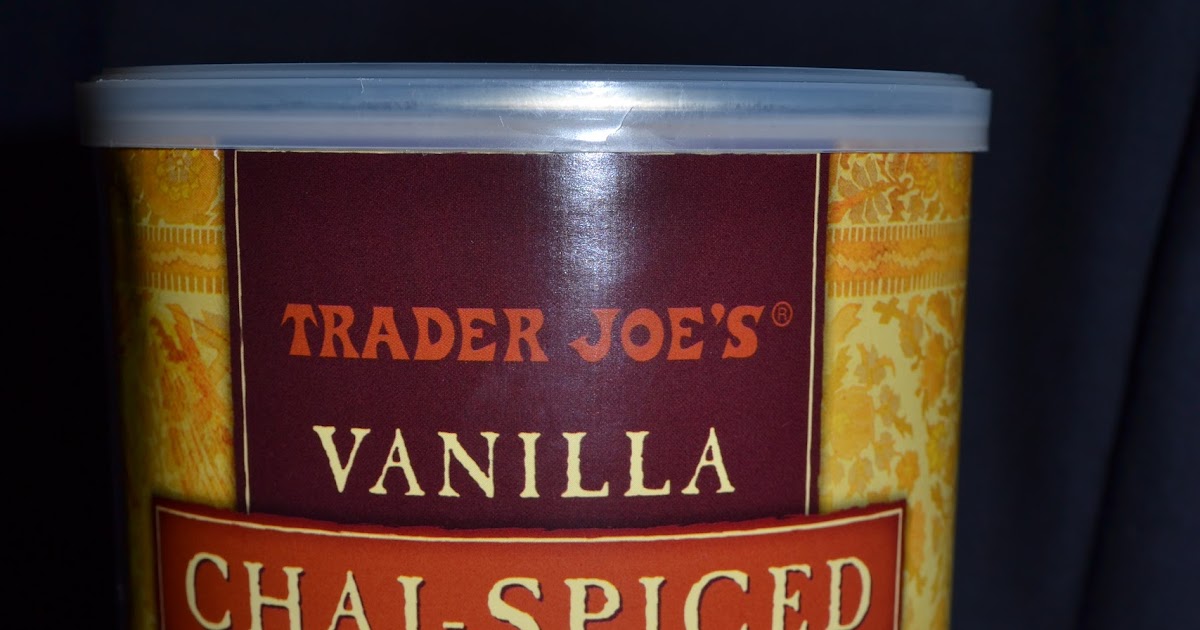 TRADER JOE'S®
VANILLA
CHAI-SPICED